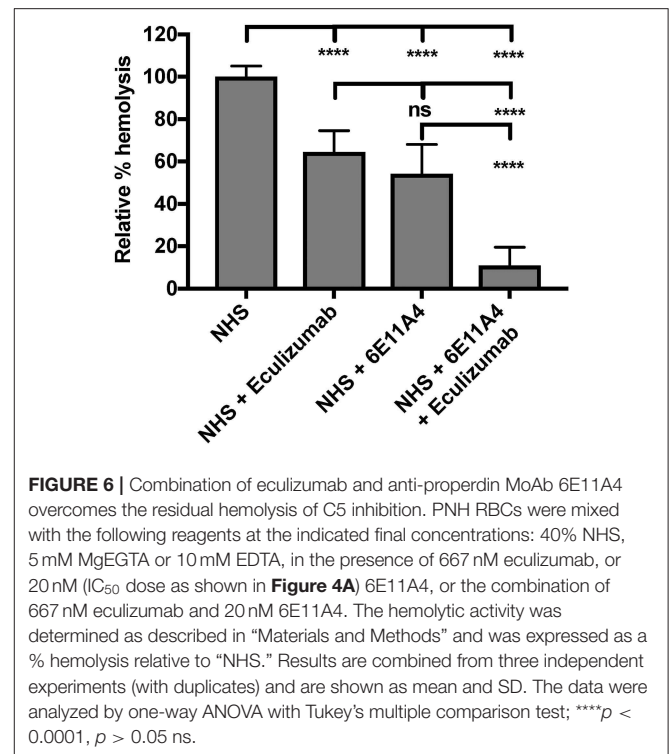 120
100
80
60
40
20
0
Relative % hemolysis
**** **** ****
ns ****
****
NHS
NHS + Eculizumab
NHS + 6E11A4
NHS + 6E11A4
+ Eculizumab
FIGURE 6 | Combination of eculizumab and anti-properdin MoAb 6E11A4
overcomes the residual hemolysis of C5 inhibition. PNH RBCs were mixed
with the following reagents at the indicated final concentrations: 40% NHS,
5 mM MgEGTA or 10 mM EDTA, in the presence of 667 nM eculizumab, or
20 nM (IC50 dose as shown in Figure 4A) 6E11A4, or the combination of
667 nM eculizumab and 20 nM 6E11A4. The hemolytic activity was
determined as described in “Materials and Methods” and was expressed as a
% hemolysis relative to “NHS.” Results are combined from three independent
experiments (with duplicates) and are shown as mean and SD. The data were
analyzed by one-way ANOVA with Tukey’s multiple comparison test; ****p <
0.0001, p > 0.05 ns.